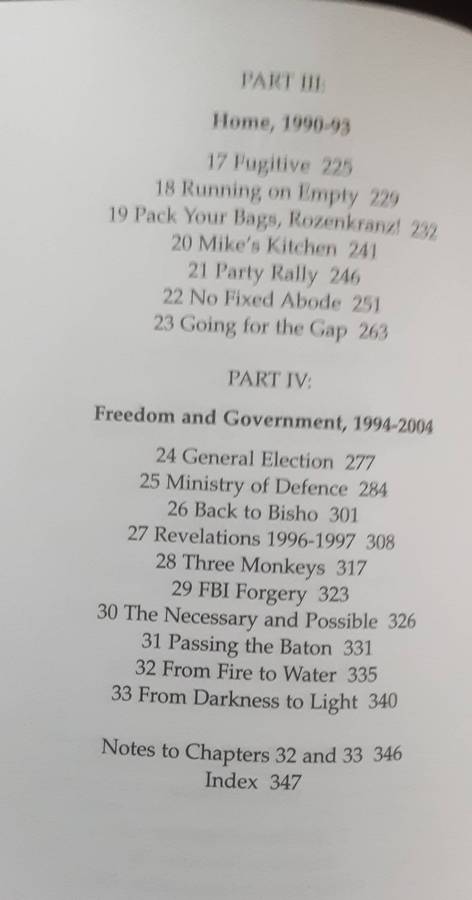 PART III:
Home, 1990-93
17 Fugitive 225
18 Running on Empty 229
19 Pack Your Bags, Rozenkranz! 232
20 Mike's Kitchen 241
21 Party Rally 246
22 No Fixed Abode 251
23 Going for the Gap 263
PART IV:
Freedom and Government, 1994-2004
24 General Election 277
25 Ministry of Defence 284
26 Back to Bisho 301
27 Revelations 1996-1997 308
28 Three Monkeys 317
29 FBI Forgery 323
30 The Necessary and Possible 326
31 Passing the Baton 331
32 From Fire to Water 335
33 From Darkness to Light 340
Notes to Chapters 32 and 33 346
Index 347